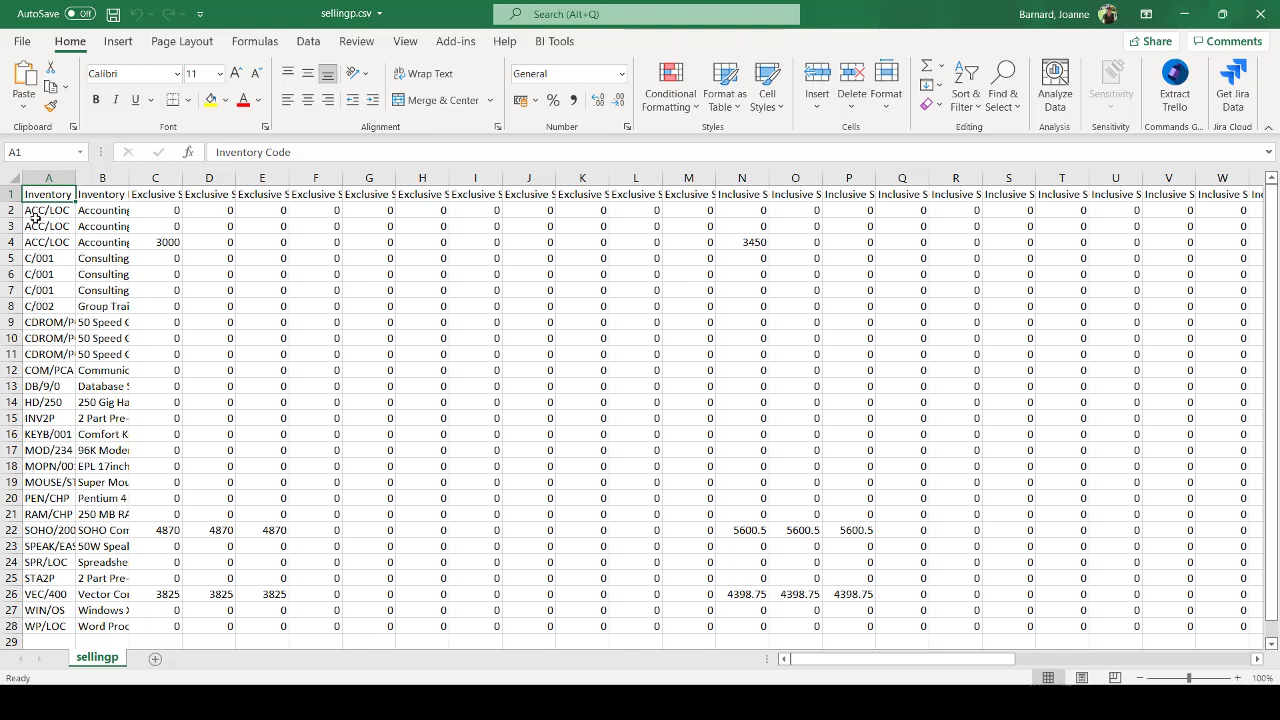 AutoSave Off sellingp.csv Search (Alt+Q) Barnard, Joanne
File Home Insert Page Layout Formulas Data Review View Add-ins Help BI Tools Share Comments
Calibri 11 Wrap Text General
Paste B I U A Merge & Center % Conditional Formatting Format as Table Cell Styles Insert Delete Format Sort & Filter Find & Select Analyze Data Sensitivity Extract Trello Get Jira Data
Clipboard Font Alignment Number Styles Cells Editing Analysis Sensitivity Commands G... Jira Cloud
A1 fx Inventory Code
A B C D E F G H I J K L M N O P Q R S T U V W
1 Inventory Inventory Exclusive S Exclusive S Exclusive S Exclusive S Exclusive S Exclusive S Exclusive S Exclusive S Exclusive S Exclusive S Exclusive S Inclusive S Inclusive S Inclusive S Inclusive S Inclusive S Inclusive S Inclusive S Inclusive S Inclusive S Inclusive S
2 ACC/LOC Accounting 0 0 0 0 0 0 0 0 0 0 0 0 0 0 0 0 0 0 0 0 0
3 ACC/LOC Accounting 0 0 0 0 0 0 0 0 0 0 0 0 0 0 0 0 0 0 0 0 0
4 ACC/LOC Accounting 3000 0 0 0 0 0 0 0 0 0 0 3450 0 0 0 0 0 0 0 0 0
5 C/001 Consulting 0 0 0 0 0 0 0 0 0 0 0 0 0 0 0 0 0 0 0 0 0
6 C/001 Consulting 0 0 0 0 0 0 0 0 0 0 0 0 0 0 0 0 0 0 0 0 0
7 C/001 Consulting 0 0 0 0 0 0 0 0 0 0 0 0 0 0 0 0 0 0 0 0 0
8 C/002 Group Trai 0 0 0 0 0 0 0 0 0 0 0 0 0 0 0 0 0 0 0 0 0
9 CDROM/P 50 Speed C 0 0 0 0 0 0 0 0 0 0 0 0 0 0 0 0 0 0 0 0 0
10 CDROM/P 50 Speed C 0 0 0 0 0 0 0 0 0 0 0 0 0 0 0 0 0 0 0 0 0
11 CDROM/P 50 Speed C 0 0 0 0 0 0 0 0 0 0 0 0 0 0 0 0 0 0 0 0 0
12 COM/PCA Communic 0 0 0 0 0 0 0 0 0 0 0 0 0 0 0 0 0 0 0 0 0
13 DB/9/0 Database S 0 0 0 0 0 0 0 0 0 0 0 0 0 0 0 0 0 0 0 0 0
14 HD/250 250 Gig Ha 0 0 0 0 0 0 0 0 0 0 0 0 0 0 0 0 0 0 0 0 0
15 INV2P 2 Part Pre- 0 0 0 0 0 0 0 0 0 0 0 0 0 0 0 0 0 0 0 0 0
16 KEYB/001 Comfort K 0 0 0 0 0 0 0 0 0 0 0 0 0 0 0 0 0 0 0 0 0
17 MOD/234 96K Moder 0 0 0 0 0 0 0 0 0 0 0 0 0 0 0 0 0 0 0 0 0
18 MOPN/001 EPL 17inch 0 0 0 0 0 0 0 0 0 0 0 0 0 0 0 0 0 0 0 0 0
19 MOUSE/ST Super Mou 0 0 0 0 0 0 0 0 0 0 0 0 0 0 0 0 0 0 0 0 0
20 PEN/CHP Pentium 4 0 0 0 0 0 0 0 0 0 0 0 0 0 0 0 0 0 0 0 0 0
21 RAM/CHP 250 MB RA 0 0 0 0 0 0 0 0 0 0 0 0 0 0 0 0 0 0 0 0 0
22 SOHO/200 SOHO Com 4870 4870 4870 0 0 0 0 0 0 0 0 5600.5 5600.5 5600.5 0 0 0 0 0 0 0
23 SPEAK/EAS 50W Speal 0 0 0 0 0 0 0 0 0 0 0 0 0 0 0 0 0 0 0 0 0
24 SPR/LOC Spreadshe 0 0 0 0 0 0 0 0 0 0 0 0 0 0 0 0 0 0 0 0 0
25 STA2P 2 Part Pre- 0 0 0 0 0 0 0 0 0 0 0 0 0 0 0 0 0 0 0 0 0
26 VEC/400 Vector Cor 3825 3825 3825 0 0 0 0 0 0 0 0 4398.75 4398.75 4398.75 0 0 0 0 0 0 0
27 WIN/OS Windows X 0 0 0 0 0 0 0 0 0 0 0 0 0 0 0 0 0 0 0 0 0
28 WP/LOC Word Proc 0 0 0 0 0 0 0 0 0 0 0 0 0 0 0 0 0 0 0 0 0
29
sellingp
Ready 100%